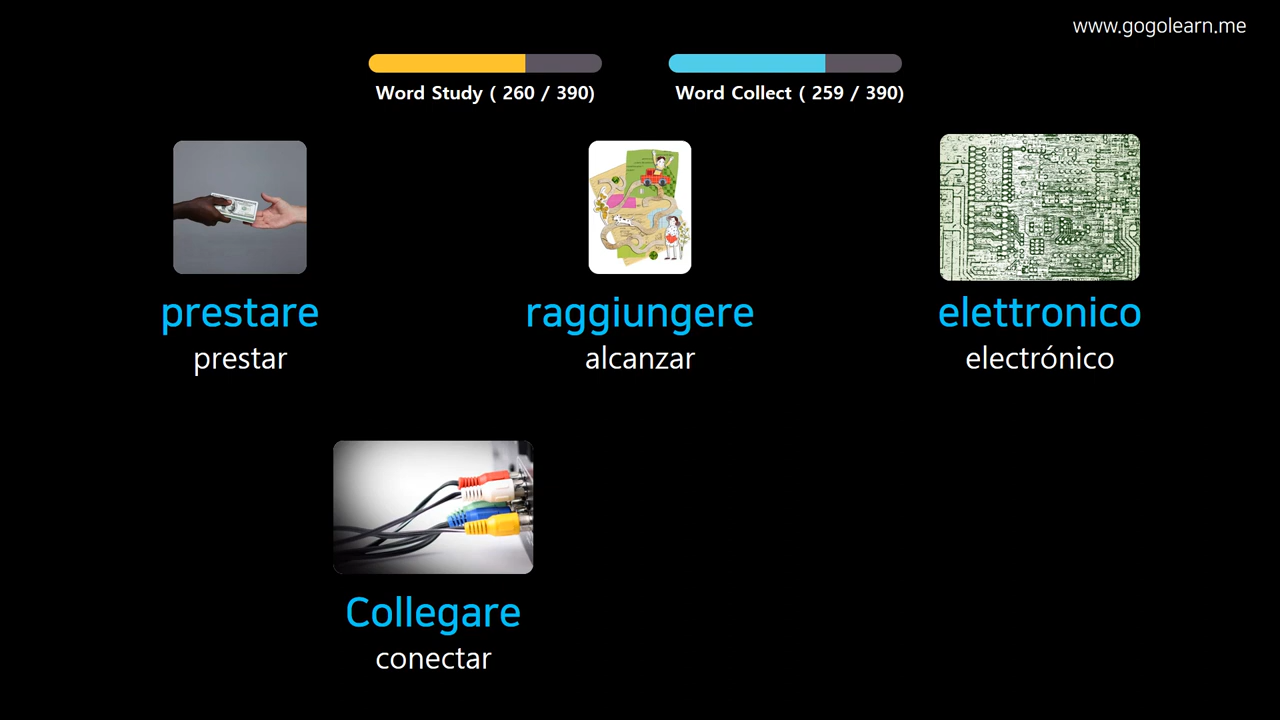 www.gogolearn.me
Word Study ( 260 / 390)
Word Collect ( 259 / 390)
prestare
prestar
raggiungere
alcanzar
elettronico
electrónico
Collegare
conectar